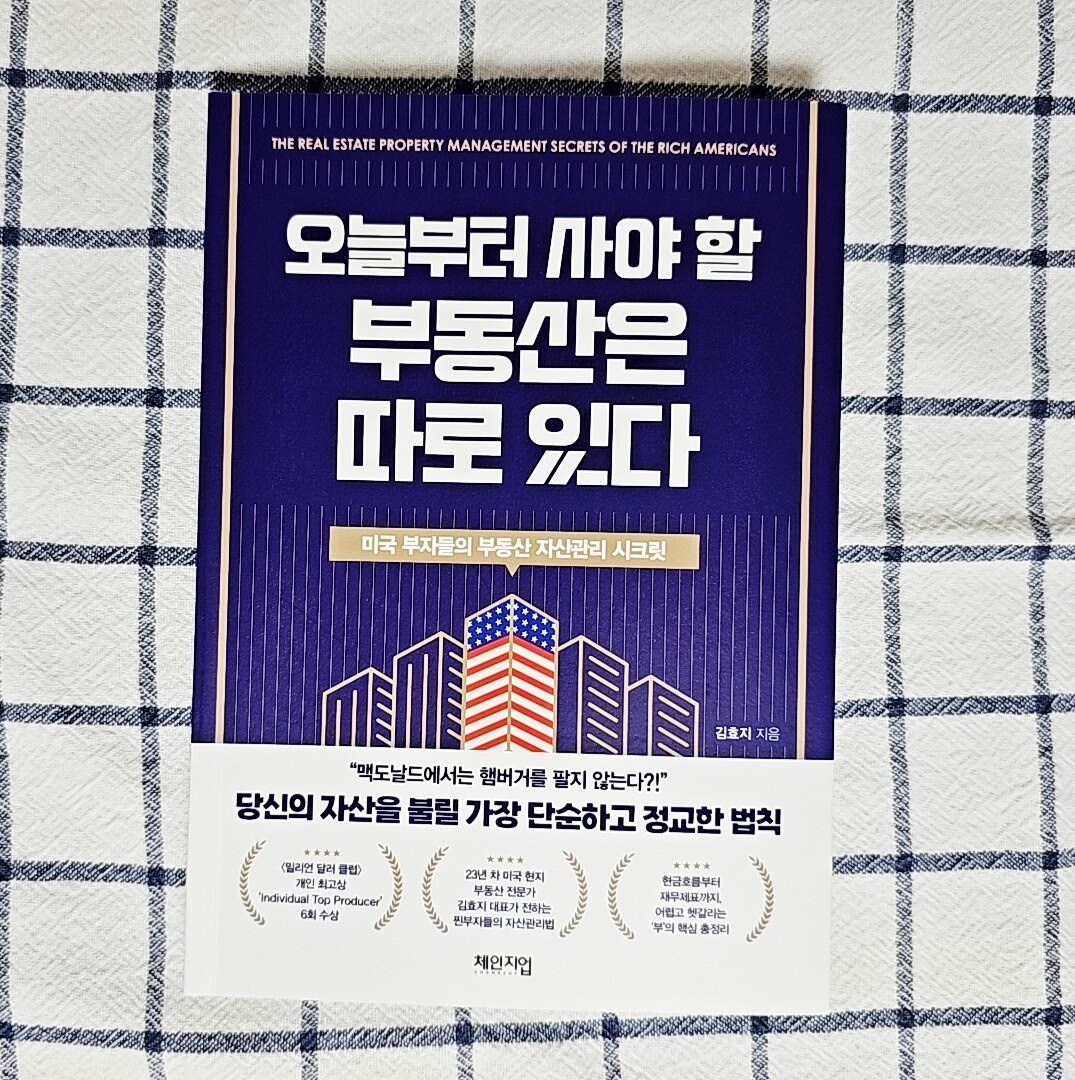 THE REAL ESTATE PROPERTY MANAGEMENT SECRETS OF THE RICH AMERICANS
오늘부터 사야 할
부동산은
따로 있다
미국 부자들의 부동산 자산관리 시크릿
김효지 지음
“맥도날드에서는 햄버거를 팔지 않는다?!”
당신의 자산을 불릴 가장 단순하고 정교한 법칙
〈밀리언 달러 클럽〉
개인 최고상
‘Individual Top Producer’
6회 수상
23년 차 미국 현지
부동산 전문가
김효지 대표가 전하는
찐부자들의 자산관리법
현금흐름부터
재무제표까지,
어렵고 헷갈리는
‘부’의 핵심 총정리
체인지업
CHANGEUP